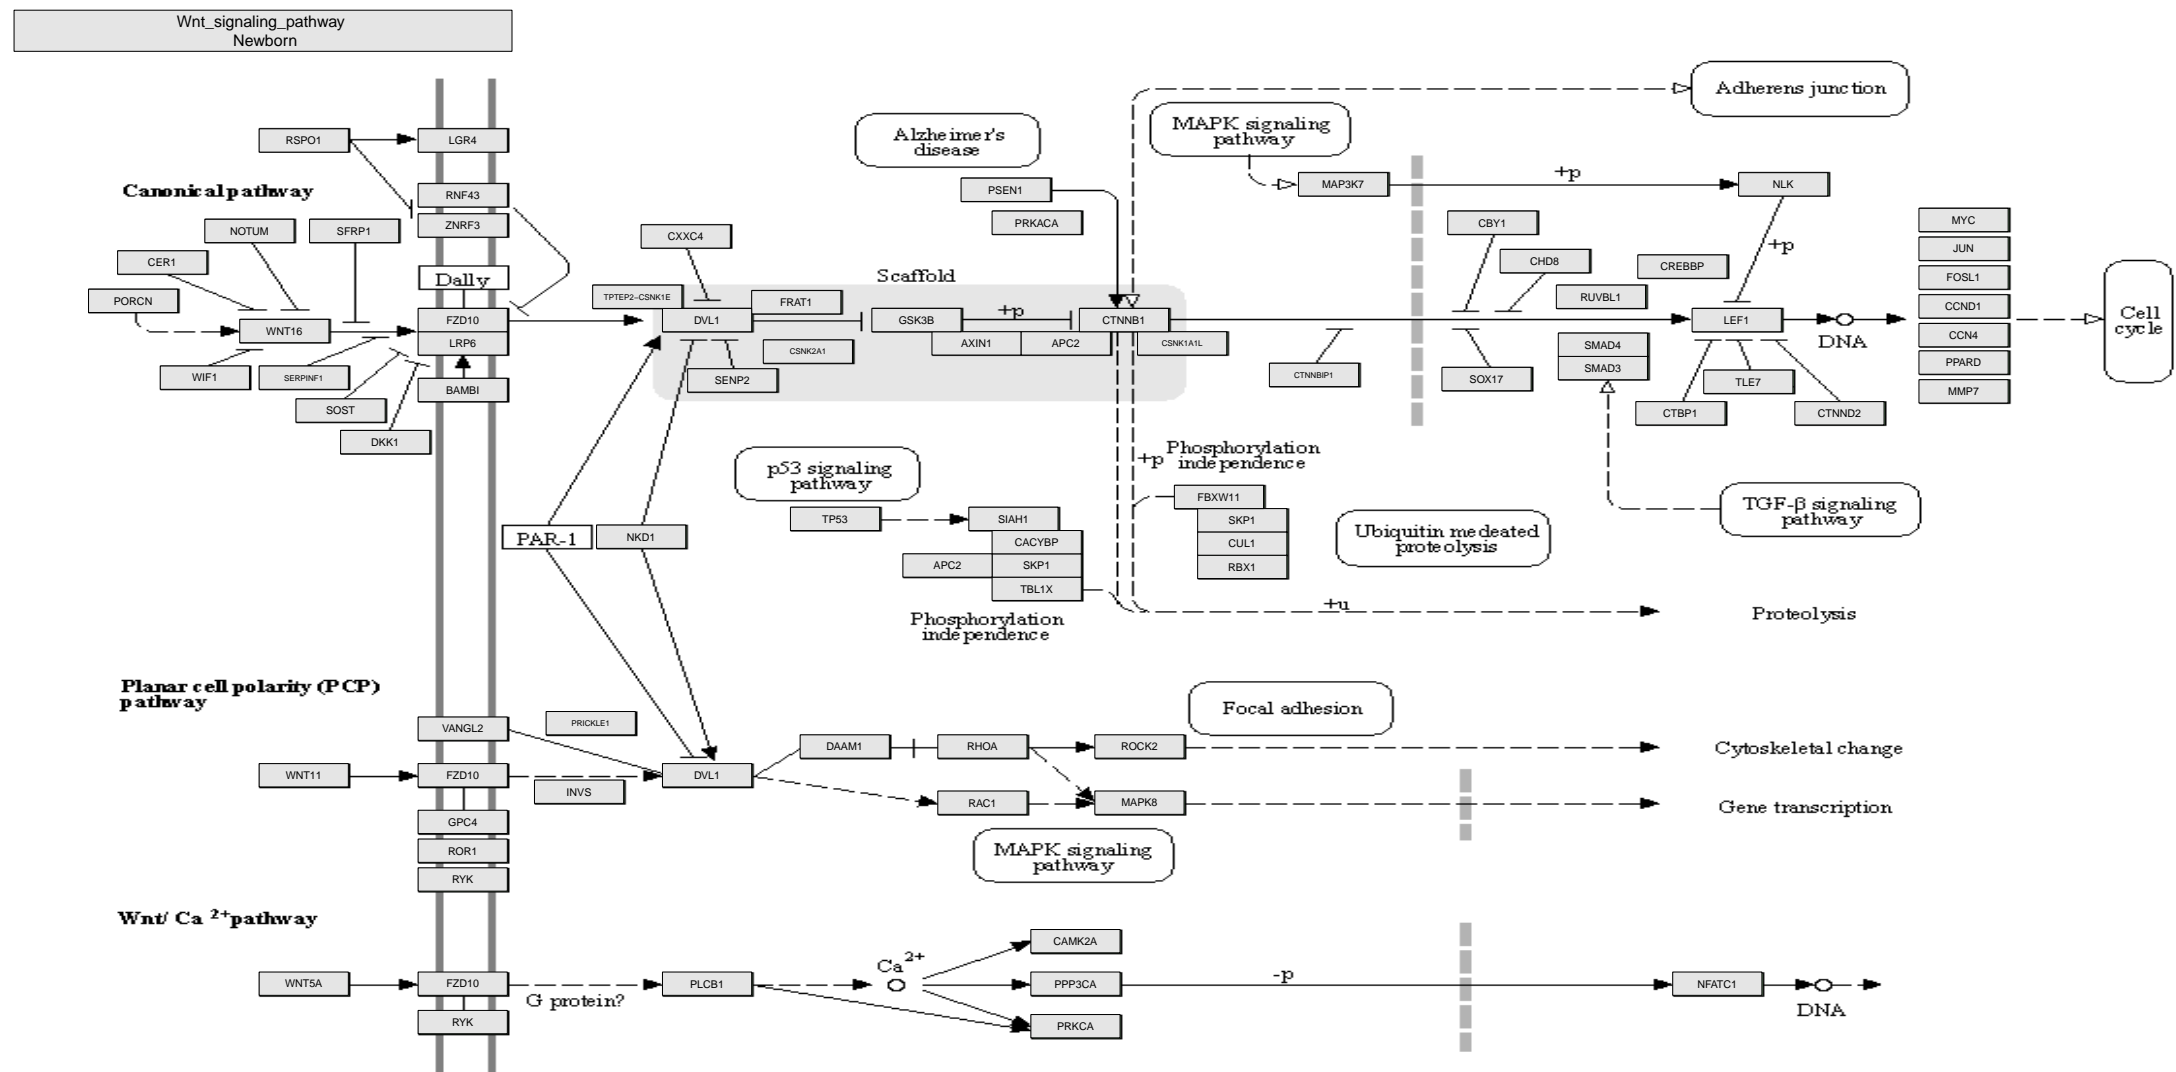 Wnt_signaling_pathway
Newborn
Adherens junction
MAPK signaling
pathway
Alzheimer's
disease
RSPO1
LGR4
+p
MAP3K7
NLK
PSEN1
Canonical pathway
RNF43
ZNRF3
PRKACA
CBY1
MYC
NOTUM
SFRP1
CXXC4
+p
JUN
CER1
CHD8
CREBBP
Dally
Scaffold
FOSL1
PORCN
TPTEP2-CSNK1E
FRAT1
RUVBL1
CCND1
Cell
cycle
WNT16
FZD10
DVL1
GSK3B
+p
CTNNB1
LEF1
DNA
LRP6
AXIN1
APC2
CSNK1A1L
CCN4
CSNK2A1
SMAD4
SMAD3
PPARD
WIF1
SERPINF1
BAMBI
SENP2
CTNNBIP1
SOX17
TLE7
MMP7
SOST
CTBP1
CTNND2
DKK1
Phosphorylation
independence
+p
p53 signaling
pathway
FBXW11
TGF-β signaling
pathway
TP53
SIAH1
SKP1
PAR-1
NKD1
CACYBP
CUL1
Ubiquitin medeated
proteolysis
APC2
SKP1
RBX1
TBL1X
+u
Proteolysis
Phosphorylation
independence
Planar cell polarity (PCP)
pathway
Focal adhesion
VANGL2
PRICKLE1
DAAM1
RHOA
ROCK2
Cytoskeletal change
WNT11
FZD10
INVS
DVL1
RAC1
MAPK8
Gene transcription
GPC4
ROR1
MAPK signaling
pathway
RYK
Wnt/ Ca 2+pathway
CAMK2A
Ca2+
WNT5A
FZD10
G protein?
PLCB1
PPP3CA
-p
NFATC1
DNA
RYK
PRKCA